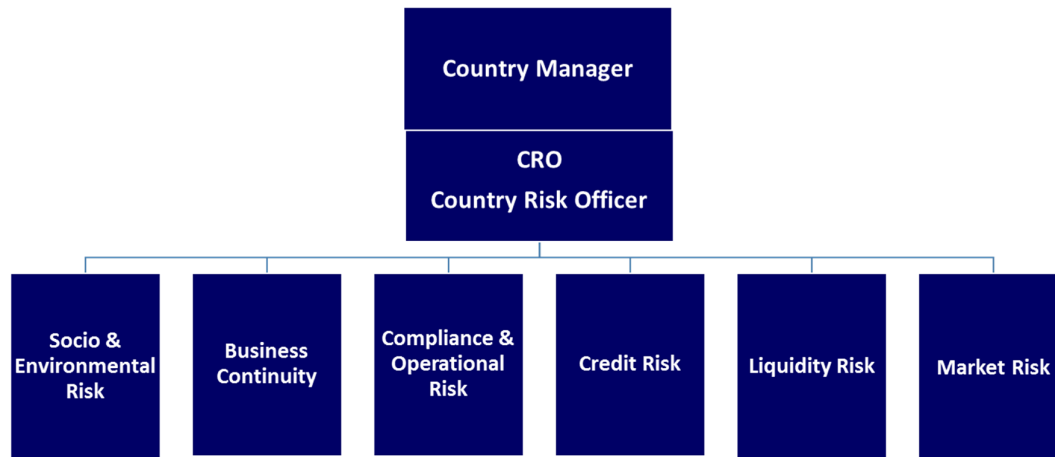 Country Manager
CRO
Country Risk Officer
Socio &
Environmental
Risk
Business
Continuity
Compliance &
Operational
Risk
Credit Risk
Liquidity Risk
Market Risk